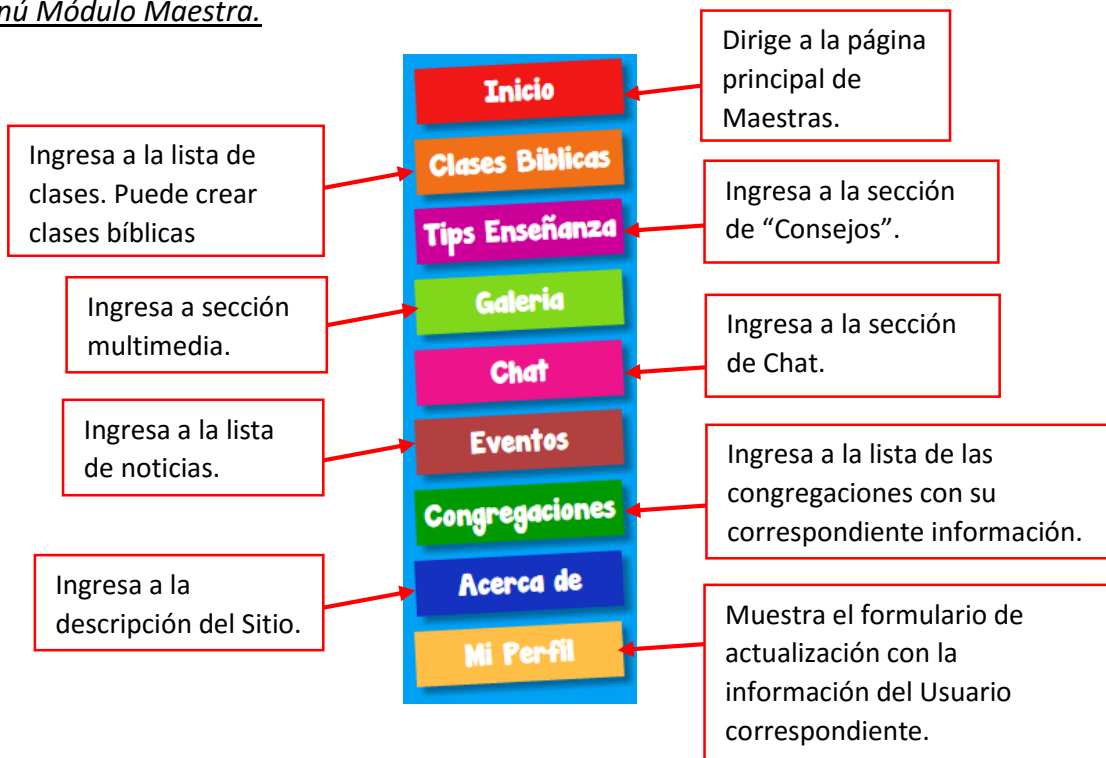 nú Módulo Maestra.
Dirige a la página
principal de
Maestras.
Inicio
Ingresa a la lista de
clases. Puede crear
clases bíblicas
Clases Biblicas
Ingresa a la sección
de “Consejos”.
Tips Enseñanza
Ingresa a sección
multimedia.
Galeria
Ingresa a la sección
de Chat.
Chat
Ingresa a la lista
de noticias.
Eventos
Ingresa a la lista de las
congregaciones con su
correspondiente información.
Congregaciones
Ingresa a la
descripción del Sitio.
Acerca de
Muestra el formulario de
actualización con la
información del Usuario
correspondiente.
Mi Perfil